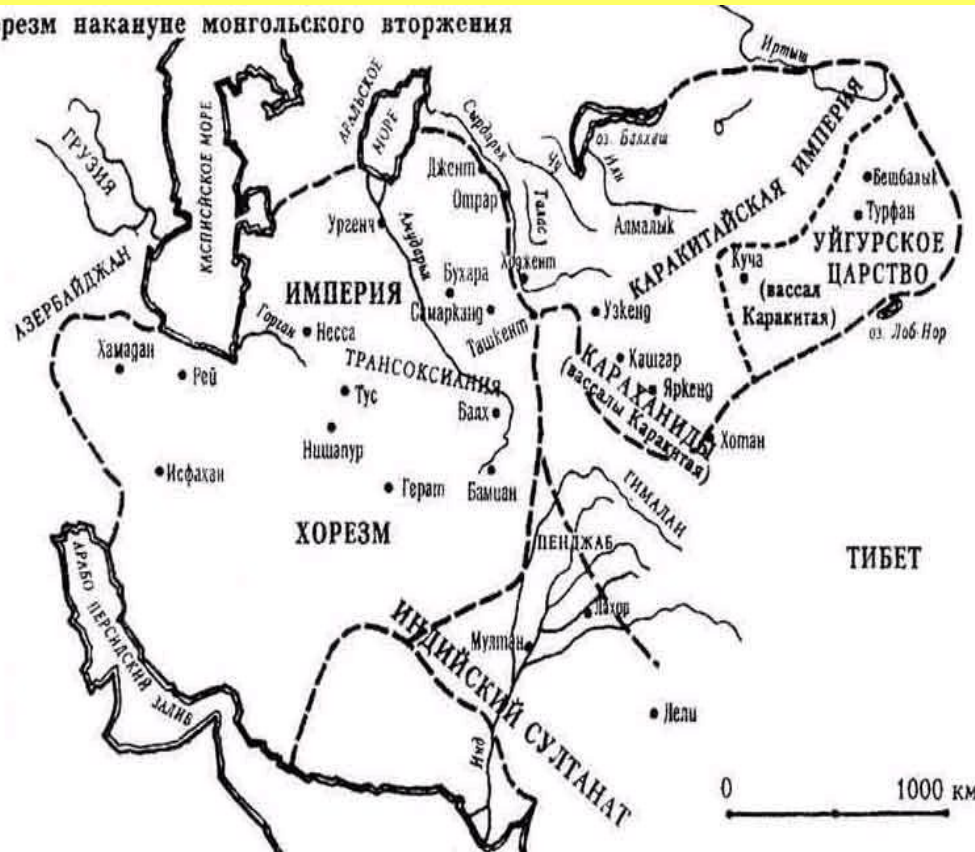 орезм накануне монгольского вторжения
Иртыш
ГРУЗИЯ
КАСПИЙСКОЕ МОРЕ
АРАЛЬСКОЕ
МОРЕ
Сырдарья
Джент
Отрар
Чу
Талас
оз. Балхаш
Или
Алмалык
КАРАКИТАЙСКАЯ ИМПЕРИЯ
Бешбалык
Турфан
УЙГУРСКОЕ
ЦАРСТВО
Куча
(вассал
Каракитая)
оз. Лоб-Нор
АЗЕРБАЙДЖАН
Ургенч
Амударья
Ходжент
Бухара
ИМПЕРИЯ
Самарканд
Узкенд
Горган
Несса
Ташкент
Хамадан
Рей
ТРАНСОКСИАНИЯ
Кашгар
КАРАХАНИДЫ
(вассалы Каракитая)
Яркенд
Тус
Балх
Хотан
Нишапур
Исфахан
Герат
Бамиан
ГИМАЛАИ
ХОРЕЗМ
ПЕНДЖАБ
ТИБЕТ
АРАБО ПЕРСИДСКИЙ ЗАЛИВ
Лахор
Мултан
ИНДИЙСКИЙ СУЛТАНАТ
Дели
Инд
0 1000 км